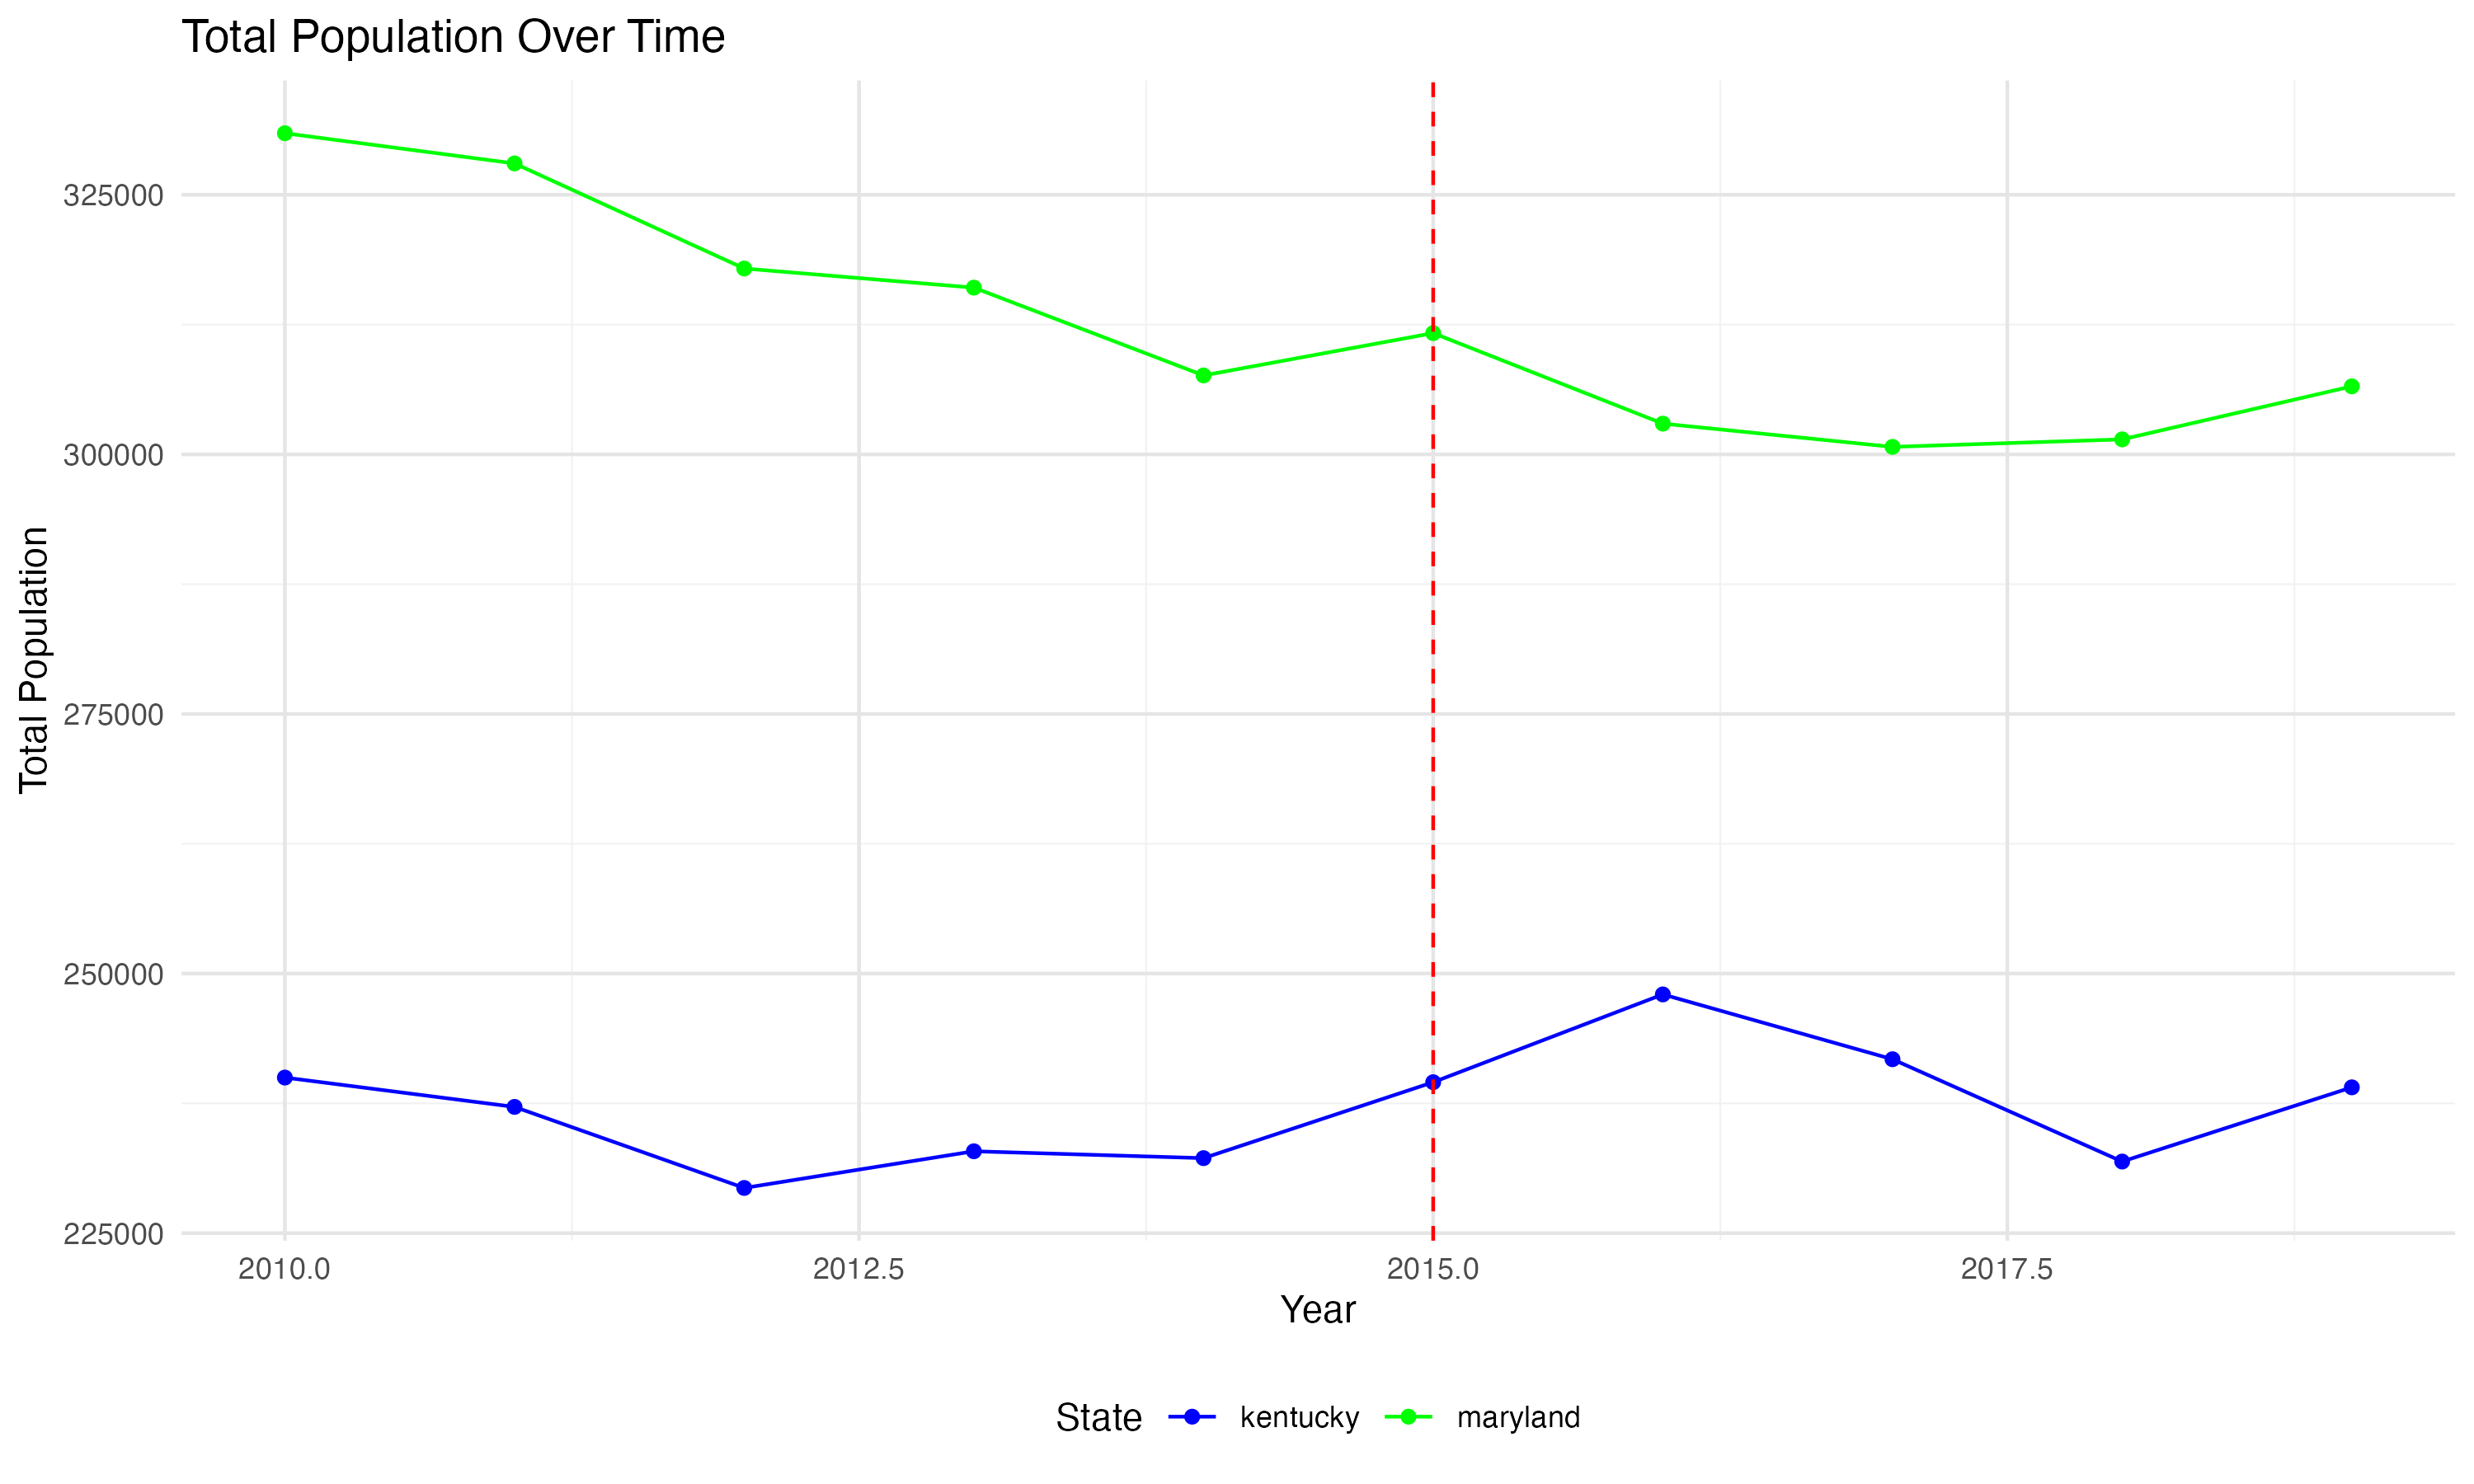 Total Population Over Time
Total Population
325000
300000
275000
250000
225000
2010.0 2012.5 2015.0 2017.5
Year
State kentucky maryland